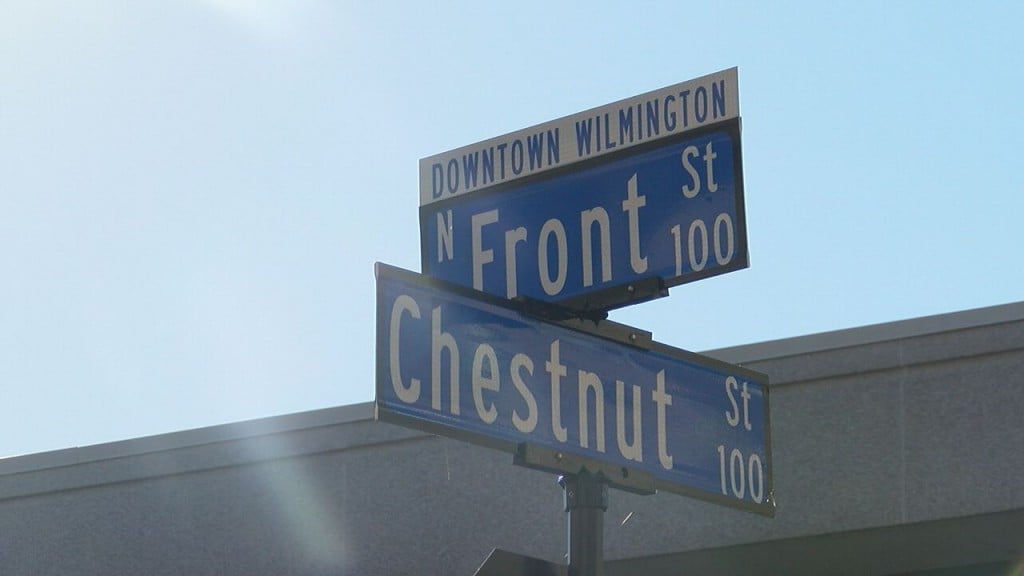 DOWNTOWN WILMINGTON
N Front St 100
Chestnut St 100